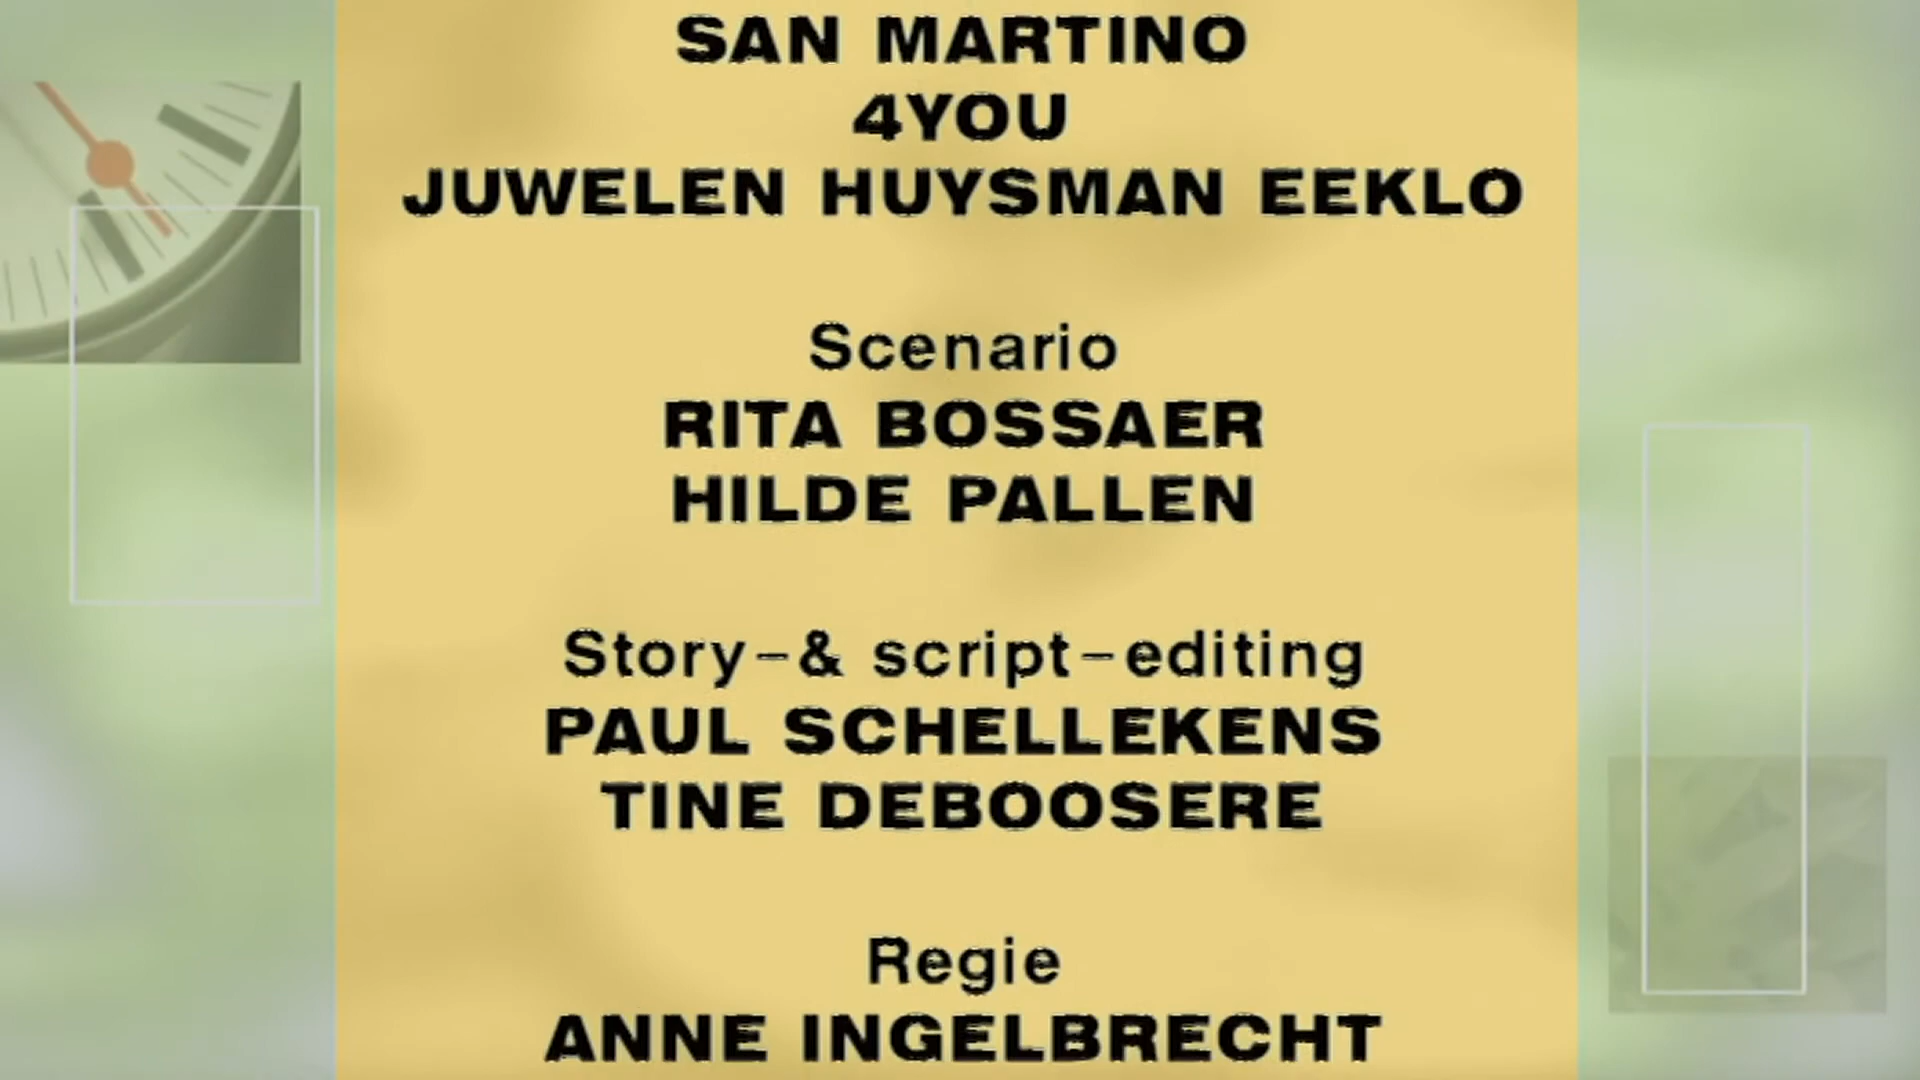 SAN MARTINO
4YOU
JUWELEN HUYSMAN EEKLO
Scenario
RITA BOSSAER
HILDE PALLEN
Story-& script-editing
PAUL SCHELLEKENS
TINE DEBOOSERE
Regie
ANNE INGELBRECHT